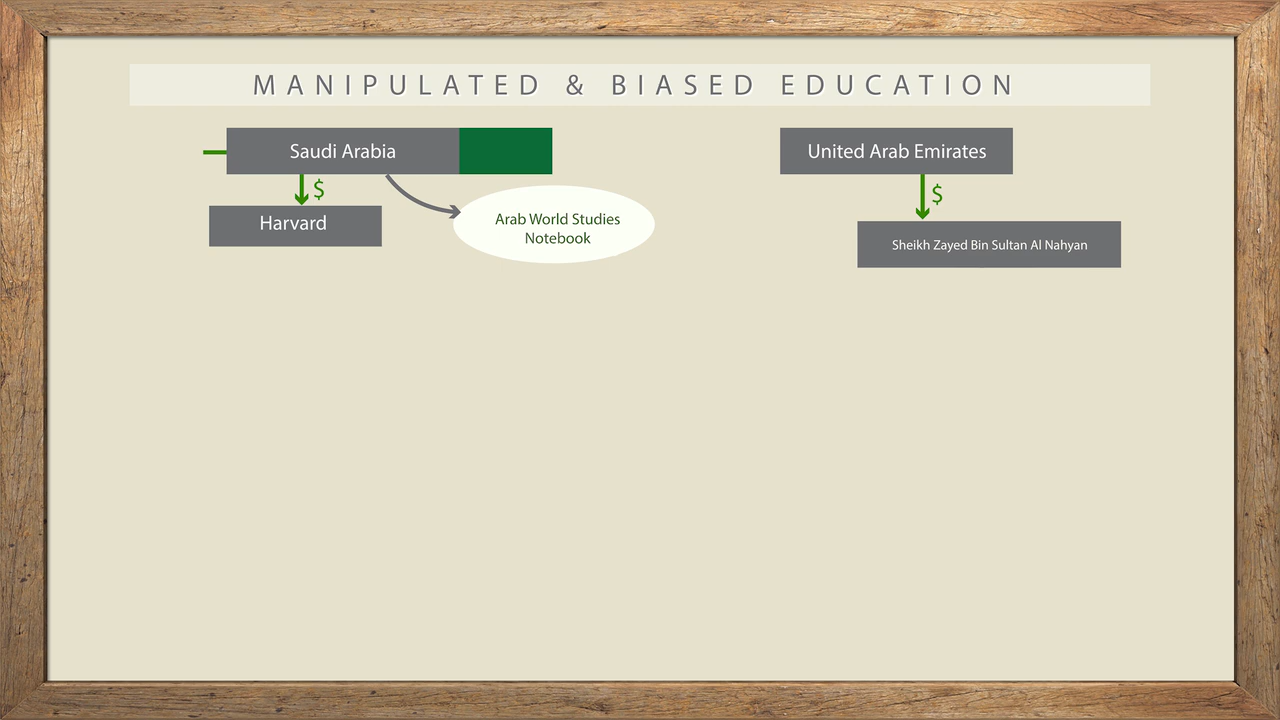 MANIPULATED & BIASED EDUCATION
Saudi Arabia
United Arab Emirates
$
$
Harvard
Arab World Studies
Notebook
Sheikh Zayed Bin Sultan Al Nahyan